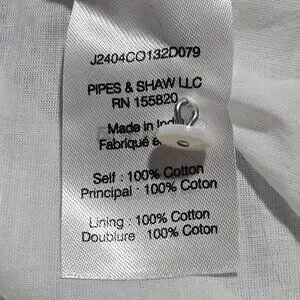 J2404CO132D079
PIPES & SHAW LLC
RN 155820
Made in
Fabriqué
Self : 100% Cotton
Principal : 100% Coton
Lining : 100% Cotton
Doublure 100% Coton